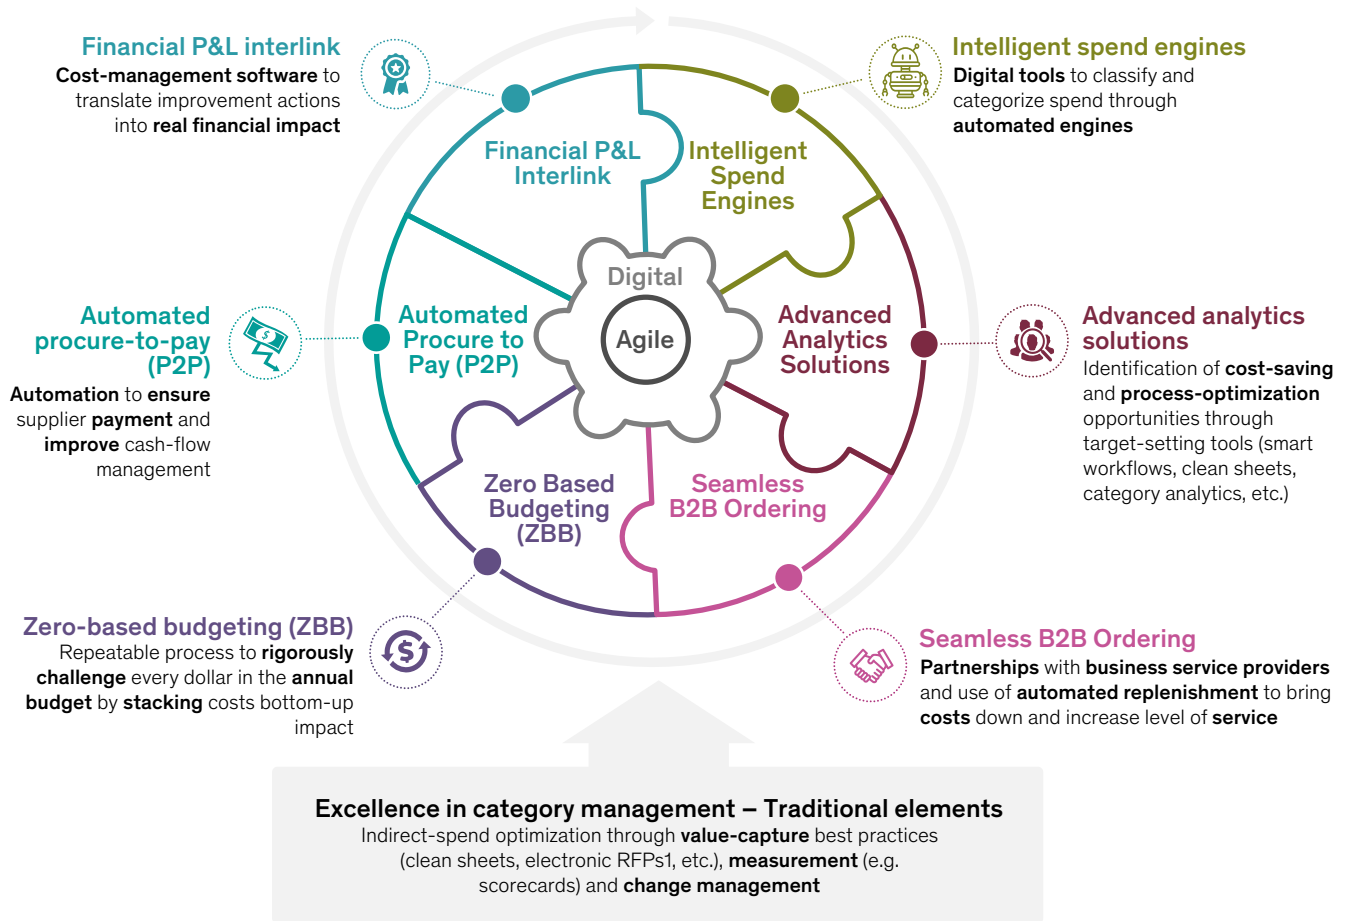 Financial P&L interlink
Cost-management software to
translate improvement actions
into real financial impact
Intelligent spend engines
Digital tools to classify and
categorize spend through
automated engines
Financial P&L
Interlink
Intelligent
Spend
Engines
Digital
Agile
Automated
procure-to-pay
(P2P)
Automation to ensure
supplier payment and
improve cash-flow
management
Automated
Procure to
Pay (P2P)
Advanced
Analytics
Solutions
Advanced analytics
solutions
Identification of cost-saving
and process-optimization
opportunities through
target-setting tools (smart
workflows, clean sheets,
category analytics, etc.)
Zero Based
Budgeting
(ZBB)
Seamless
B2B Ordering
Zero-based budgeting (ZBB)
Repeatable process to rigorously
challenge every dollar in the annual
budget by stacking costs bottom-up
impact
$
$
Seamless B2B Ordering
Partnerships with business service providers
and use of automated replenishment to bring
costs down and increase level of service
Excellence in category management – Traditional elements
Indirect-spend optimization through value-capture best practices
(clean sheets, electronic RFPs1, etc.), measurement (e.g.
scorecards) and change management